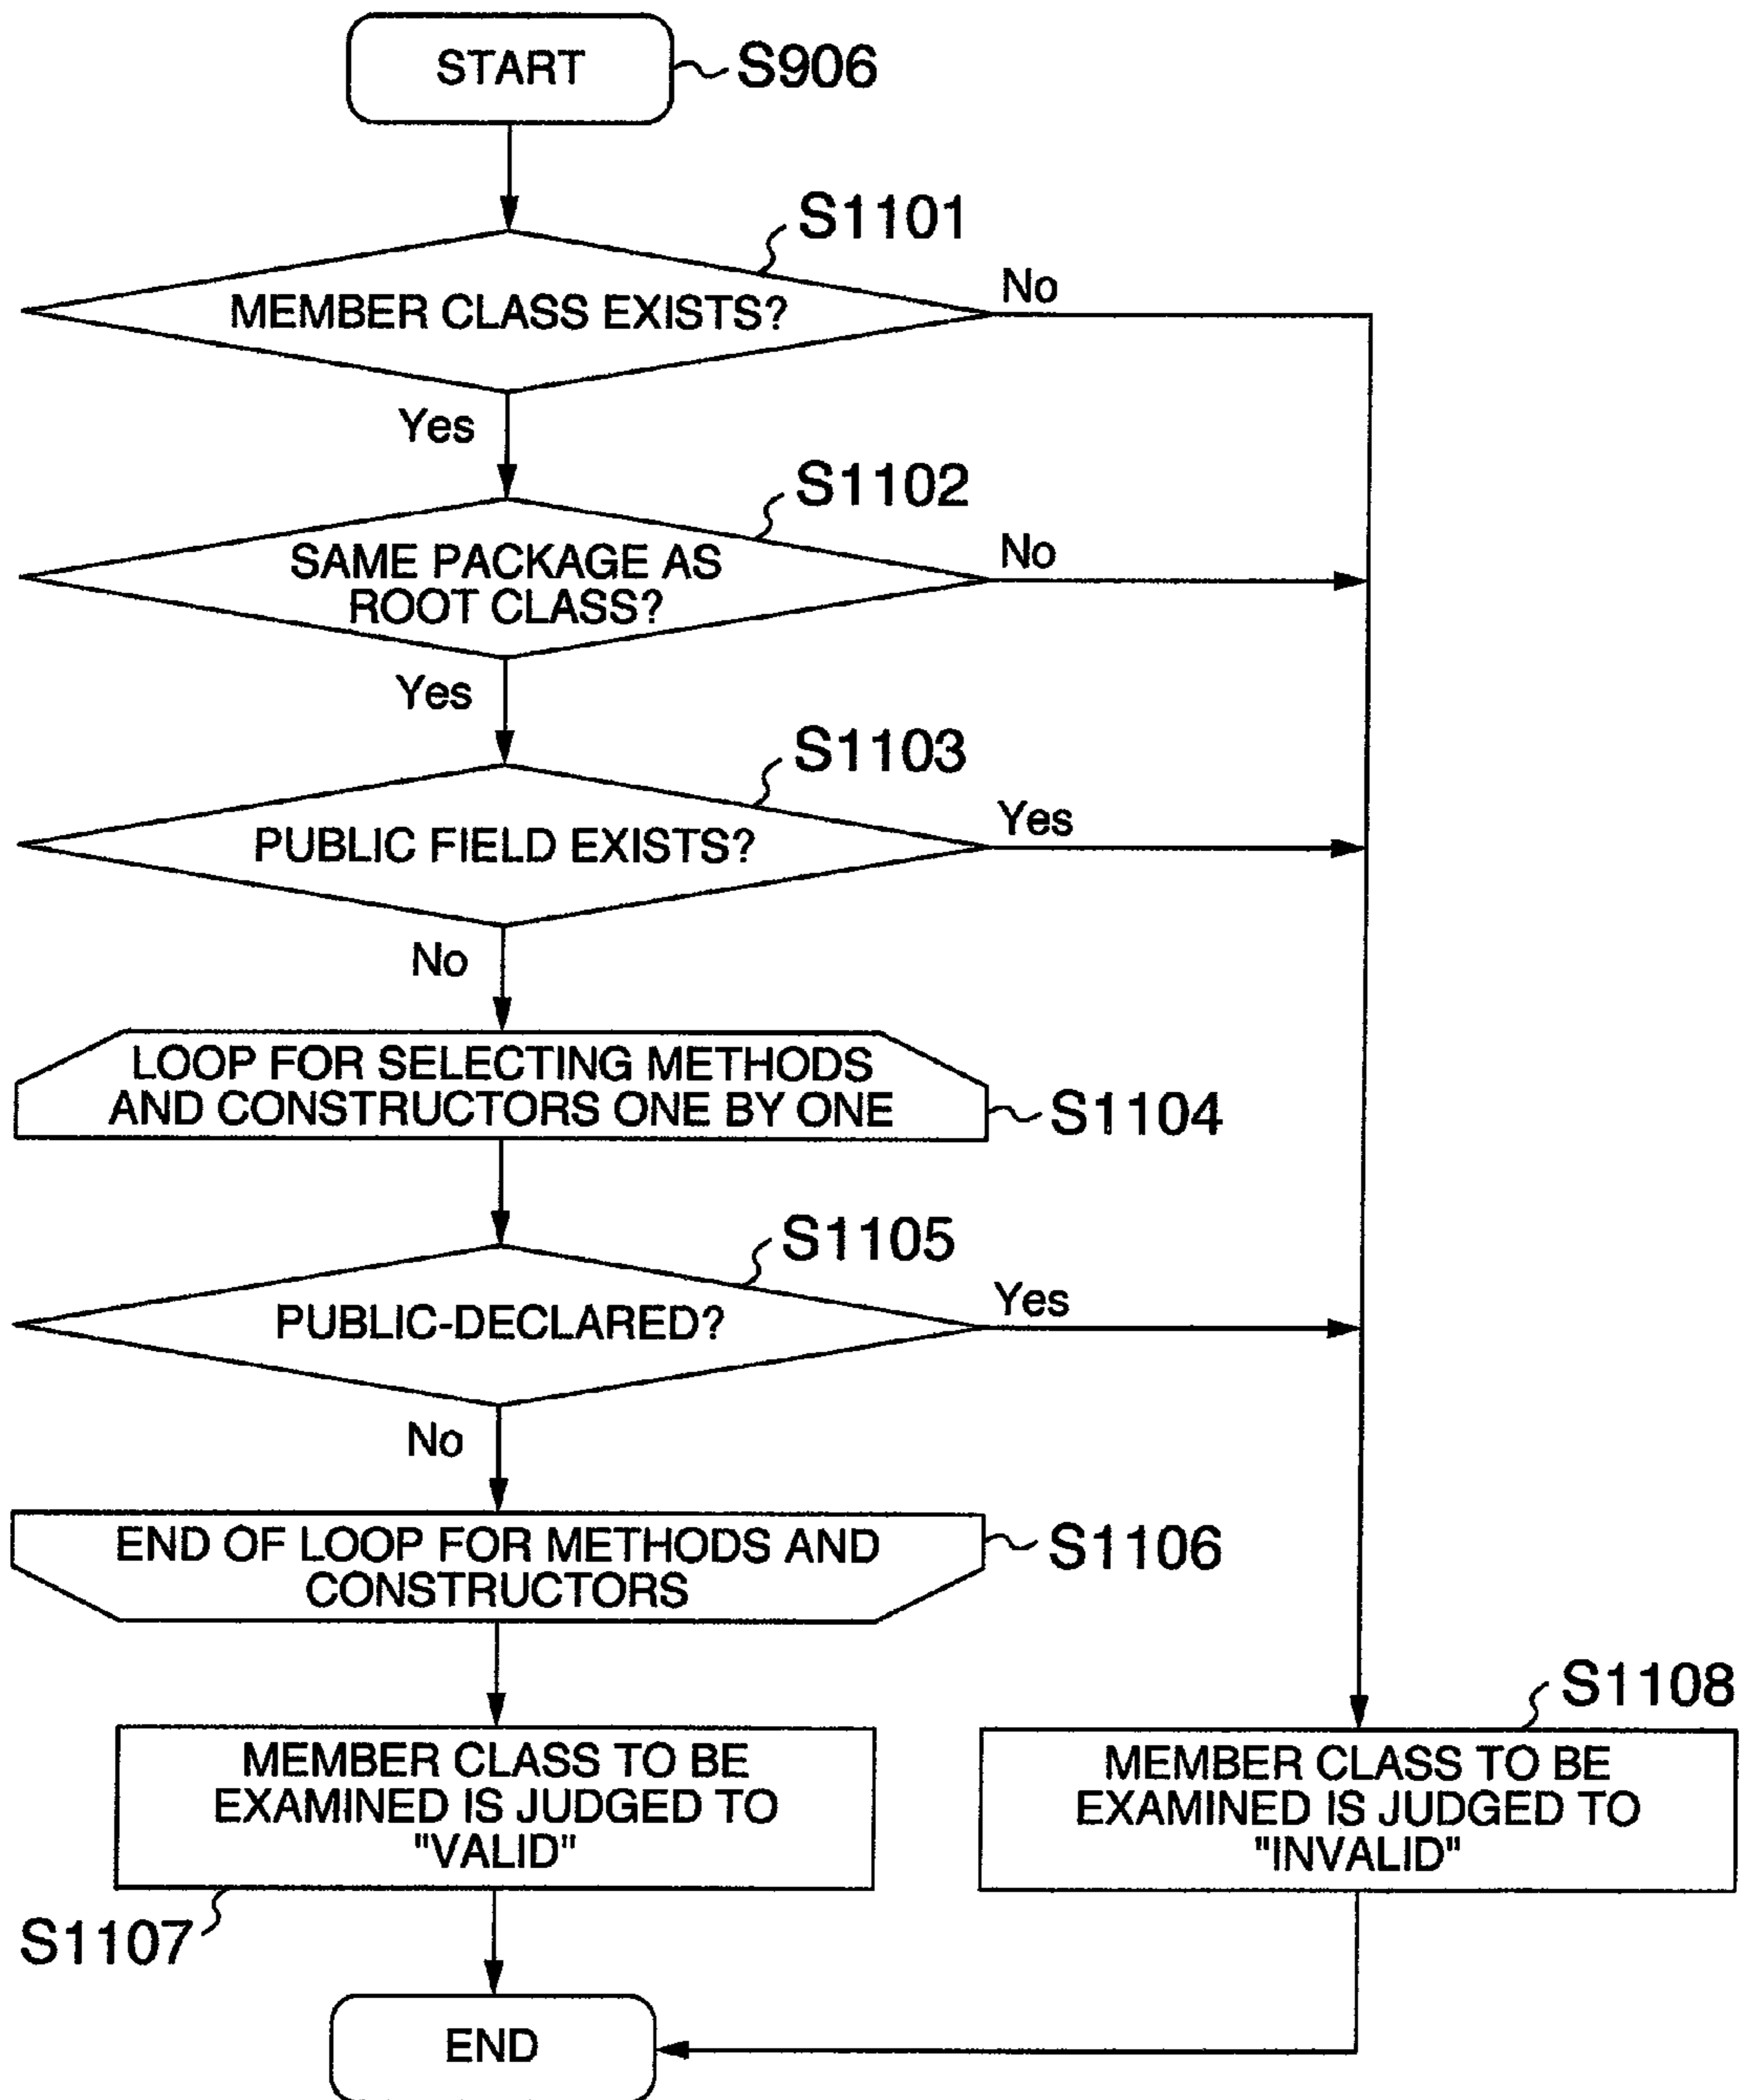 START
S906
S1101
MEMBER CLASS EXISTS?
No
Yes
S1102
SAME PACKAGE AS
ROOT CLASS?
No
Yes
S1103
PUBLIC FIELD EXISTS?
Yes
No
LOOP FOR SELECTING METHODS
AND CONSTRUCTORS ONE BY ONE
S1104
S1105
PUBLIC-DECLARED?
Yes
No
END OF LOOP FOR METHODS AND
CONSTRUCTORS
S1106
MEMBER CLASS TO BE
EXAMINED IS JUDGED TO
"VALID"
S1107
S1108
MEMBER CLASS TO BE
EXAMINED IS JUDGED TO
"INVALID"
END